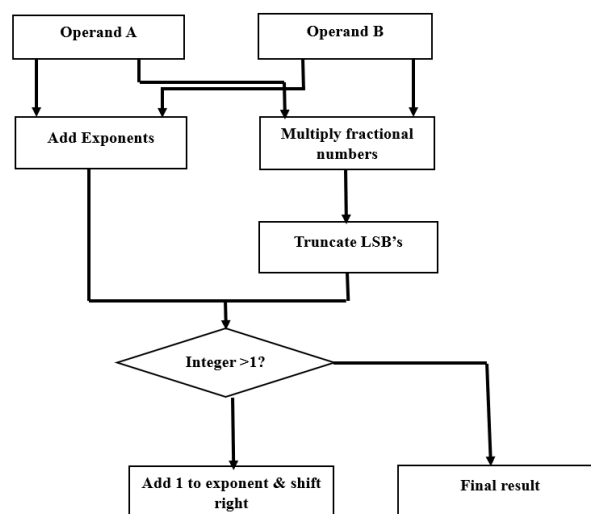 Operand A
Operand B
Add Exponents
Multiply fractional
numbers
Truncate LSB's
Integer >1?
Add 1 to exponent & shift
right
Final result